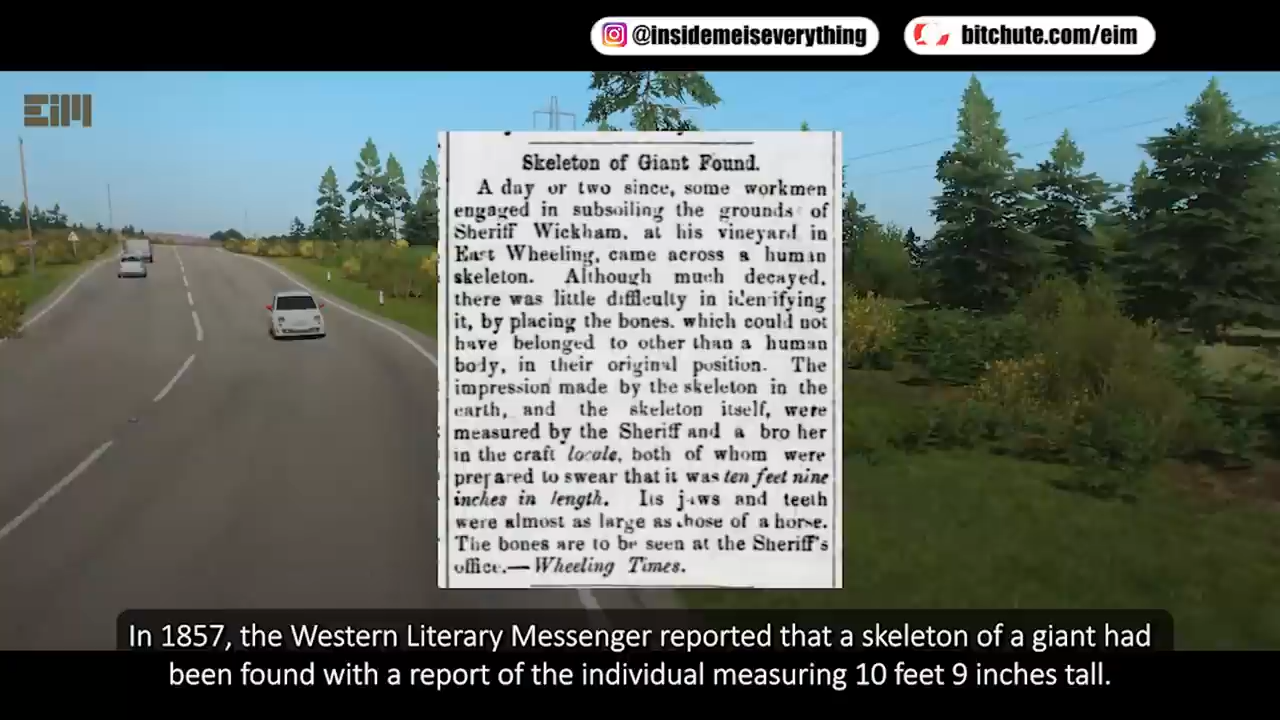 @insidemeiseverything
bitchute.com/eim
EiM
Skeleton of Giant Found.
A day or two since, some workmen
engaged in subsoiling the grounds of
Sheriff Wickham, at his vineyard in
East Wheeling, came across a human
skeleton. Although much decayed,
there was little difficulty in identifying
it, by placing the bones. which could not
have belonged to other than a human
body, in their original position. The
impression made by the skeleton in the
earth, and the skeleton itself, were
measured by the Sheriff and a bro her
in the craft locale, both of whom were
prepared to swear that it was ten feet nine
inches in length. Its jaws and teeth
were almost as large as those of a horse.
The bones are to be seen at the Sheriff's
office.—Wheeling Times.
In 1857, the Western Literary Messenger reported that a skeleton of a giant had
been found with a report of the individual measuring 10 feet 9 inches tall.